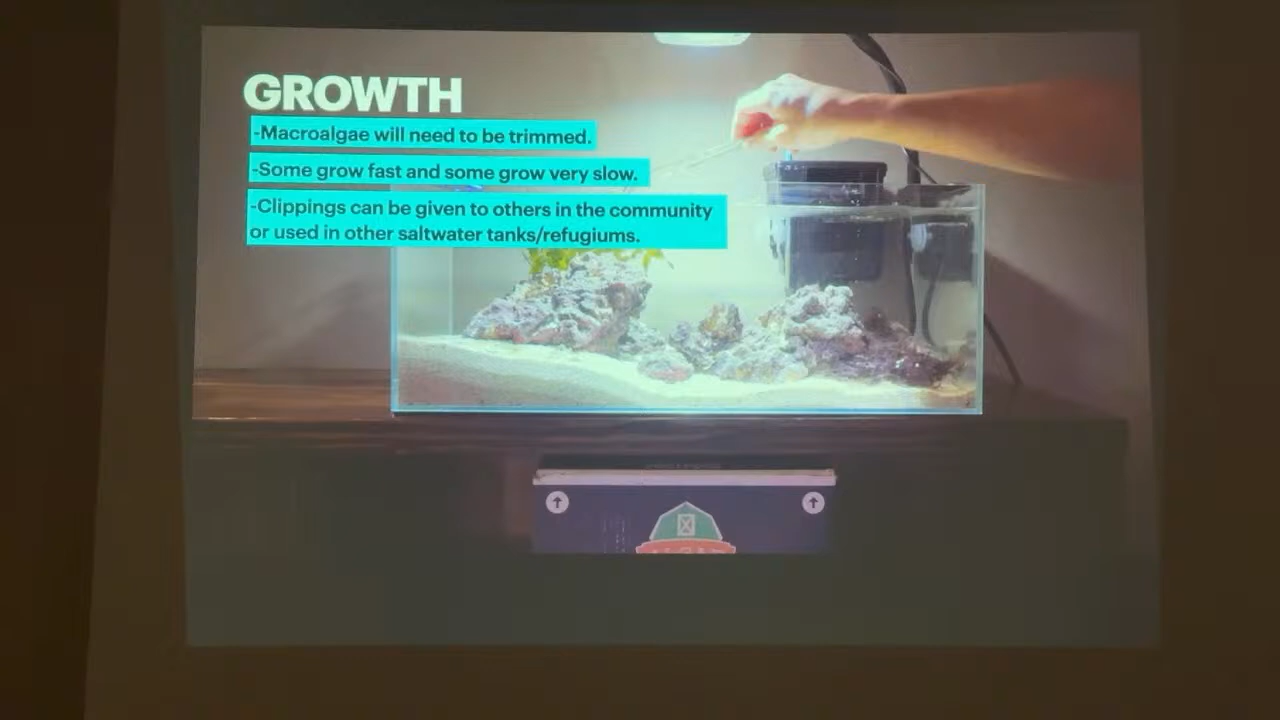 GROWTH
-Macroalgae will need to be trimmed.
-Some grow fast and some grow very slow.
-Clippings can be given to others in the community
or used in other saltwater tanks/refugiums.